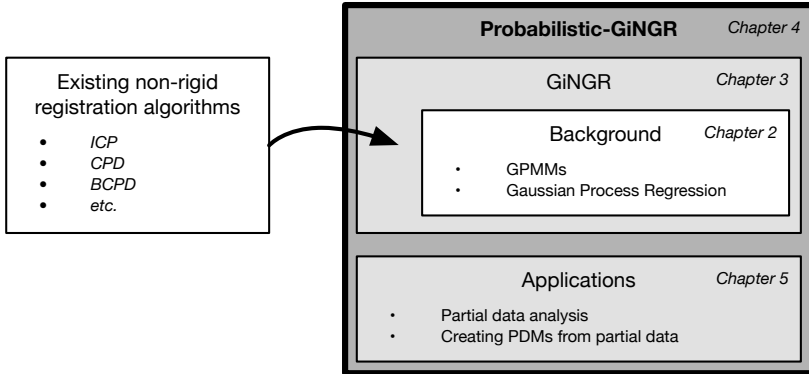 Existing non-rigid
registration algorithms
• ICP
• CPD
• BCPD
• etc.
Probabilistic-GiNGR Chapter 4
GiNGR Chapter 3
Background Chapter 2
• GPMMs
• Gaussian Process Regression
Applications Chapter 5
• Partial data analysis
• Creating PDMs from partial data